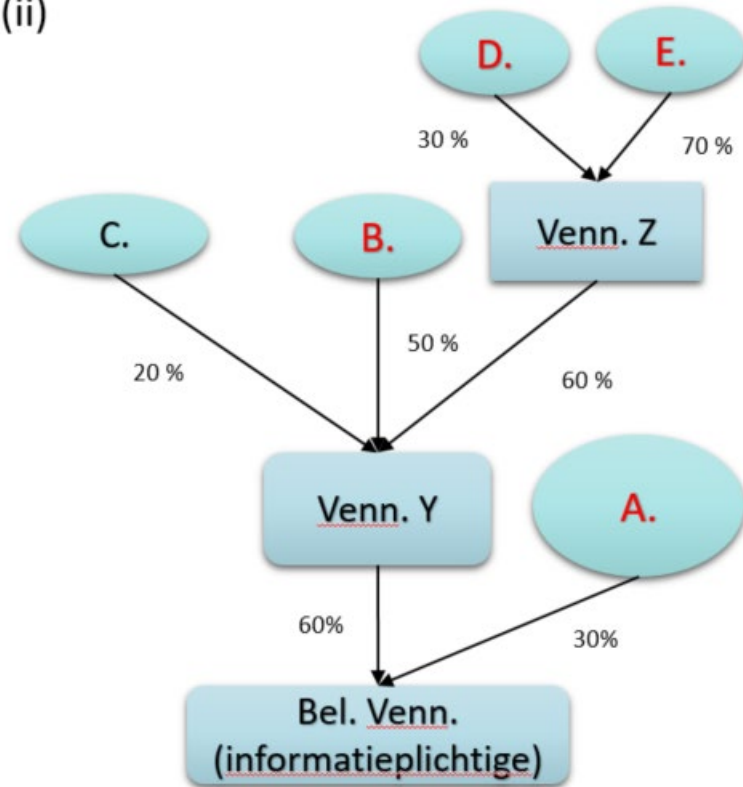 (ii)
D.
E.
30 %
70 %
C.
B.
Venn. Z
20 %
50 %
60 %
Venn. Y
A.
60%
30%
Bel. Venn.
(informatieplichtige)